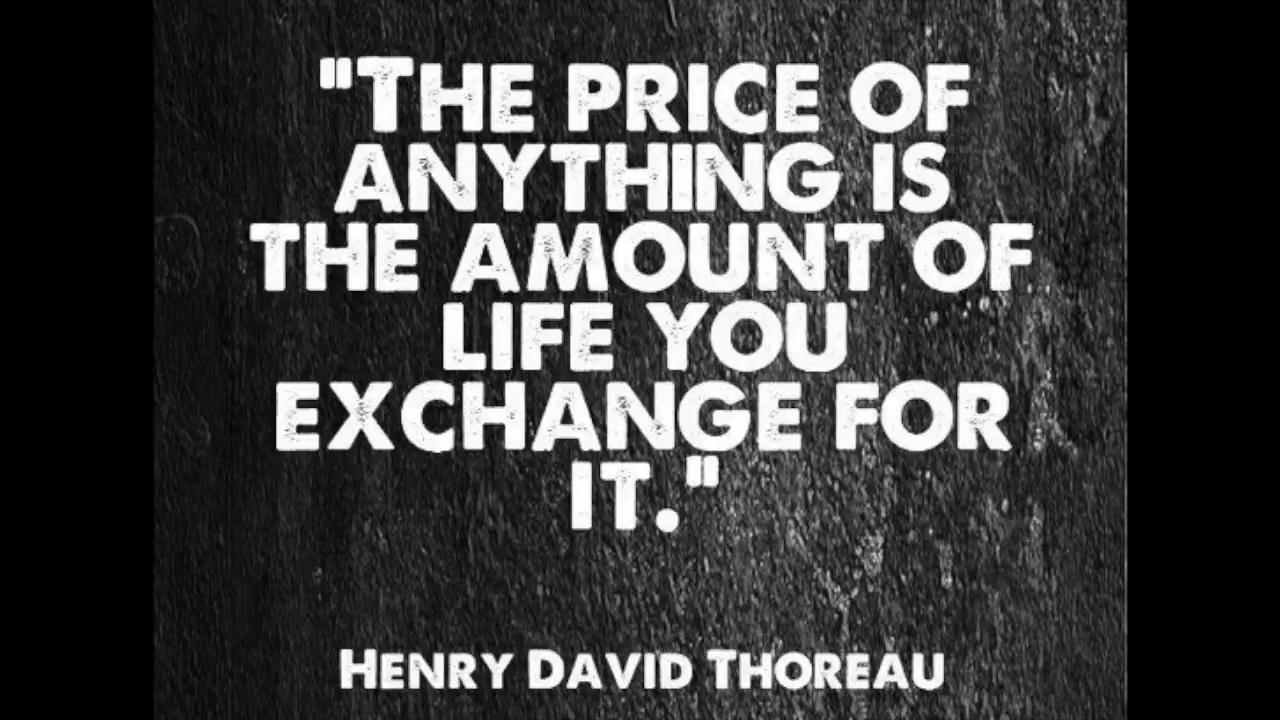 "THE PRICE OF
ANYTHING IS
THE AMOUNT OF
LIFE YOU
EXCHANGE FOR
IT."
HENRY DAVID THOREAU